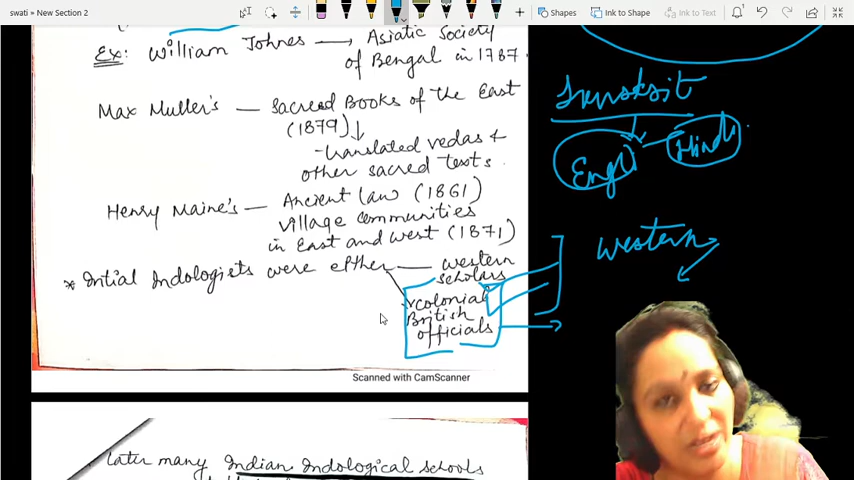 swati » New Section 2
Shapes
Ink to Shape
Ink to Text
Ex: William Johnes → Asiatic Society
of Bengal in 1787.
Max Muller's — Sacred Books of the East
(1879)
- translated vedas +
other sacred texts.
Henry Maine's — Ancient law (1861)
village communities
in East and West (1871)
* Initial Indologists were either — western
scholars
colonial
British
officials
Scanned with CamScanner
Later many Indian Indological schools
Hindi
western